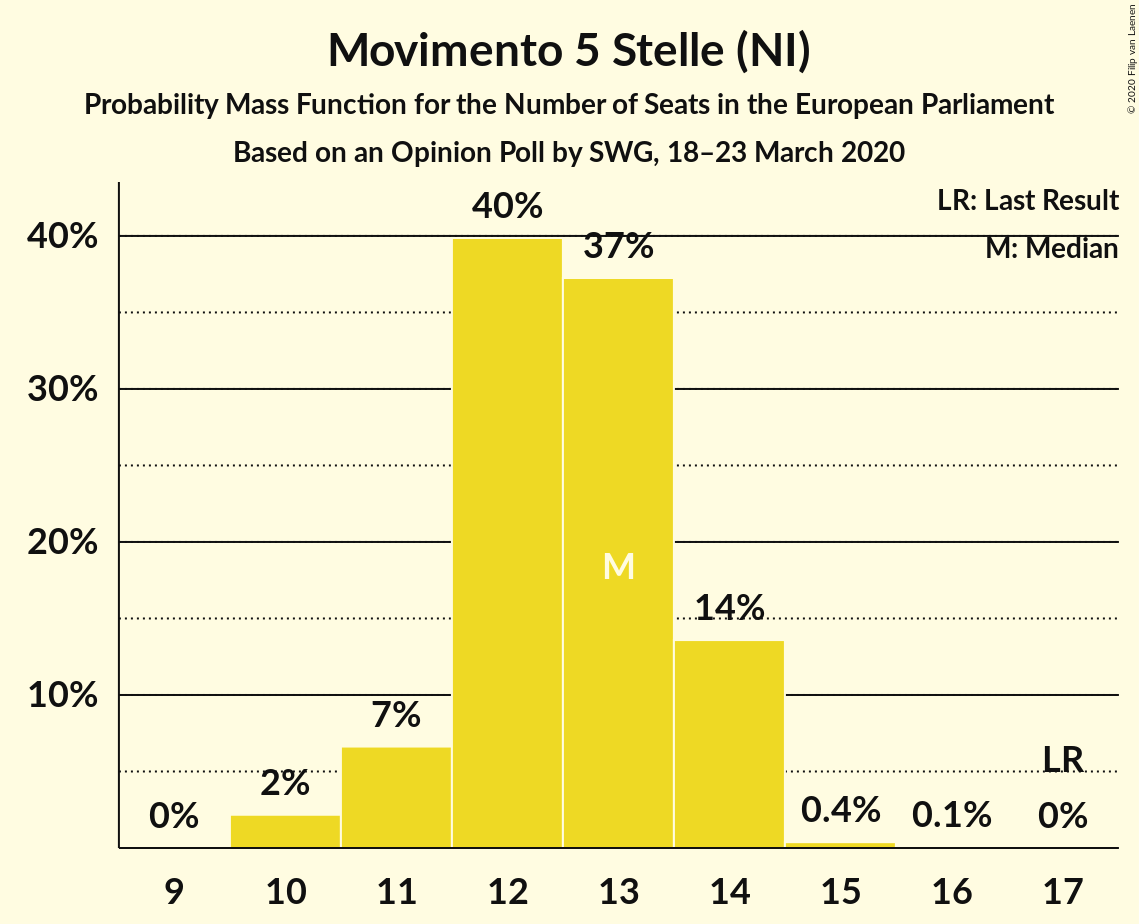 Movimento 5 Stelle (NI)
Probability Mass Function for the Number of Seats in the European Parliament
Based on an Opinion Poll by SWG, 18–23 March 2020
© 2020 Filip van Laenen
LR: Last Result
M: Median
40%
30%
20%
10%
0%
2%
7%
40%
37%
M
14%
0.4%
0.1%
LR
0%
9 10 11 12 13 14 15 16 17